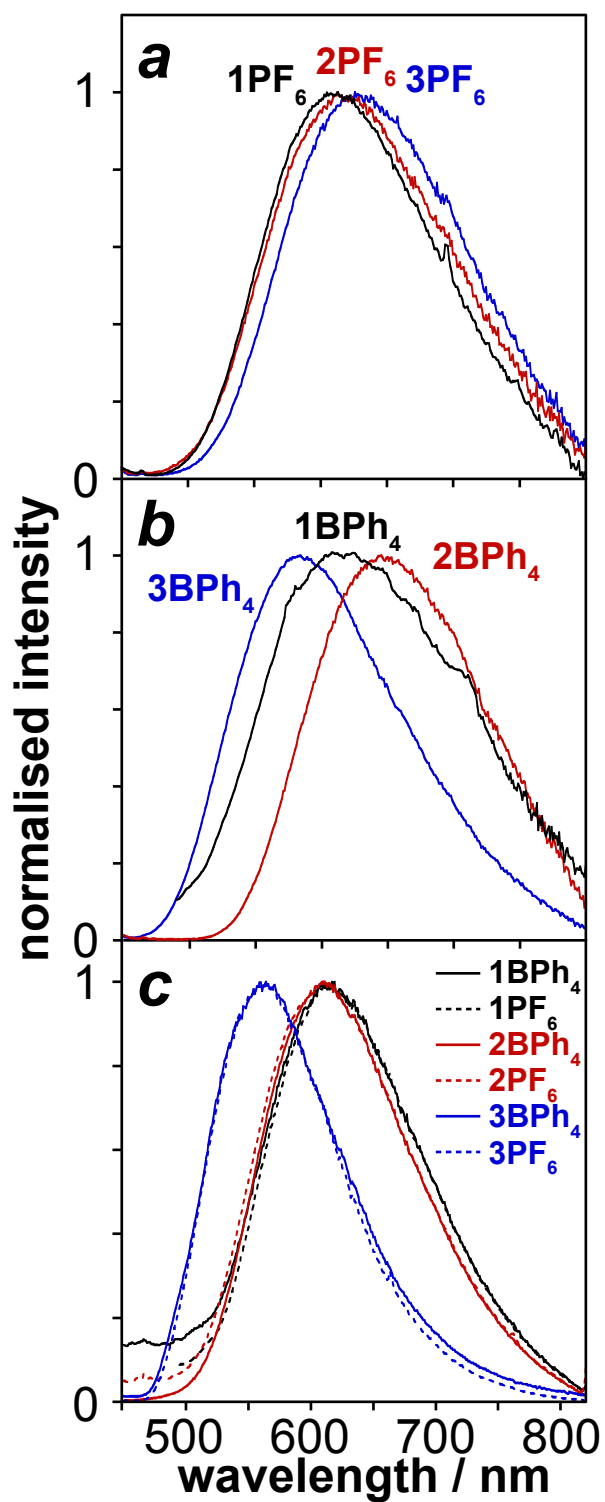 a
1PF6 2PF6 3PF6
1
0
b
1BPh4
2BPh4
3BPh4
1
0
normalised intensity
c
1
1BPh4
1PF6
2BPh4
2PF6
3BPh4
3PF6
0
500 600 700 800
wavelength / nm